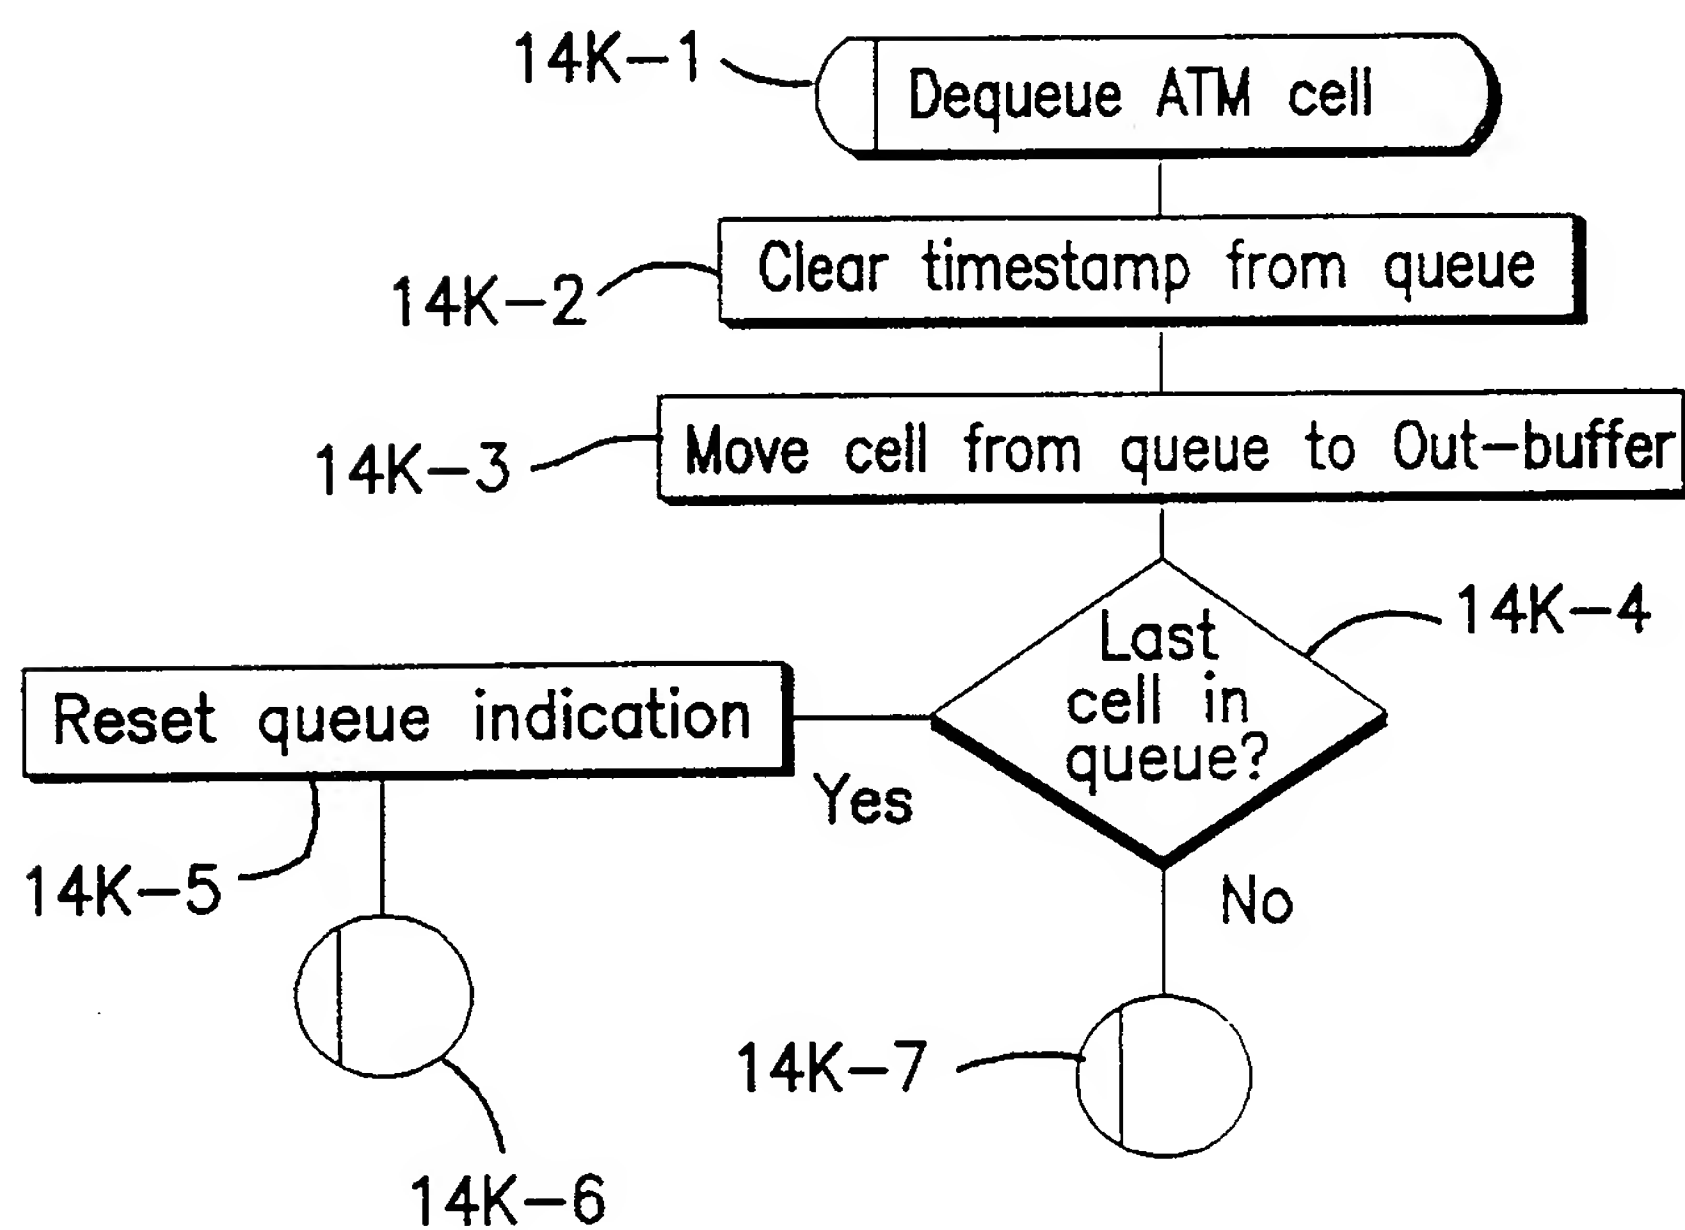 14K-1
Dequeue ATM cell
14K-2
Clear timestamp from queue
14K-3
Move cell from queue to Out-buffer
14K-4
Last
cell in
queue?
Reset queue indication
Yes
14K-5
No
14K-7
14K-6